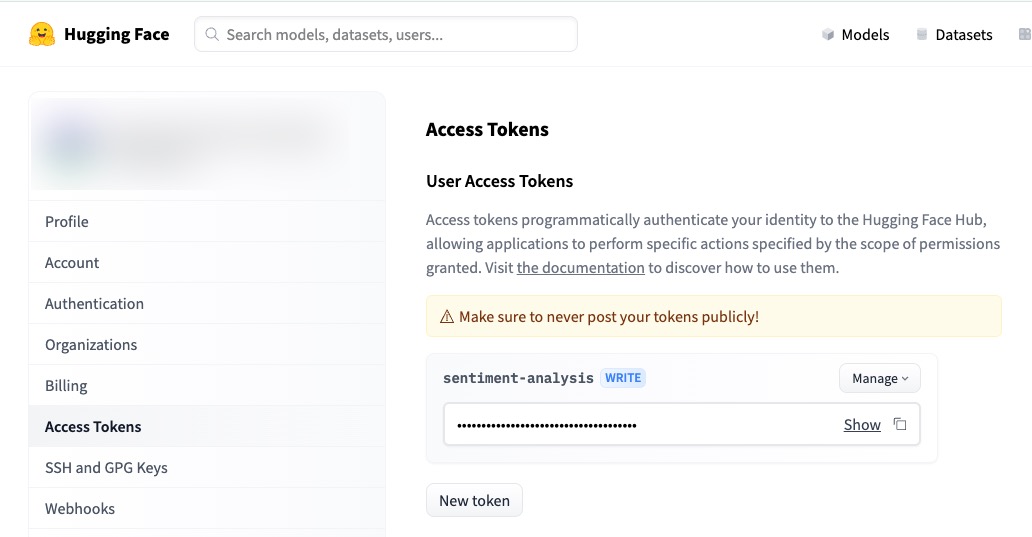 Hugging Face
Search models, datasets, users...
Models
Datasets
Profile
Account
Authentication
Organizations
Billing
Access Tokens
SSH and GPG Keys
Webhooks
Access Tokens
User Access Tokens
Access tokens programmatically authenticate your identity to the Hugging Face Hub,
allowing applications to perform specific actions specified by the scope of permissions
granted. Visit the documentation to discover how to use them.
⚠ Make sure to never post your tokens publicly!
sentiment-analysis WRITE
Manage
•••••••••••••••••••••••••••••••••••••
Show
New token